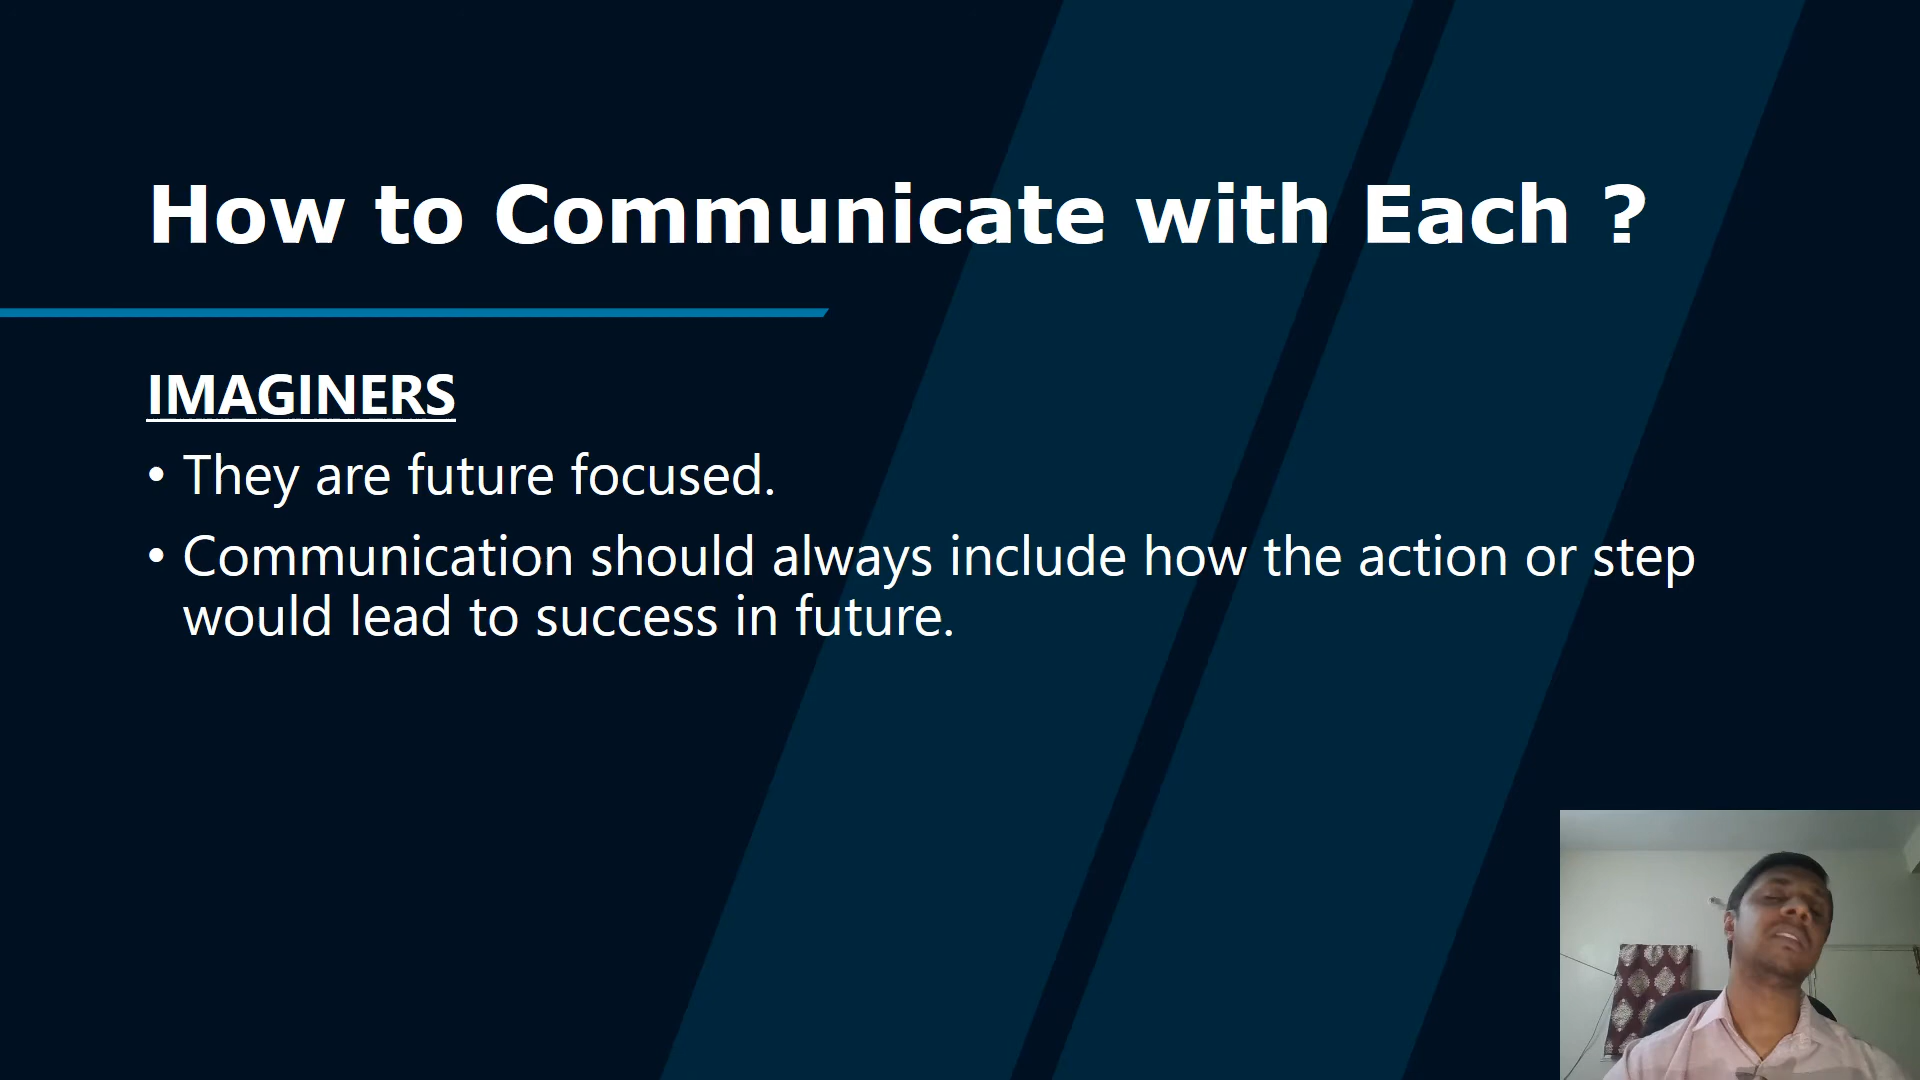 How to Communicate with Each ?
IMAGINERS
• They are future focused.
• Communication should always include how the action or step
would lead to success in future.